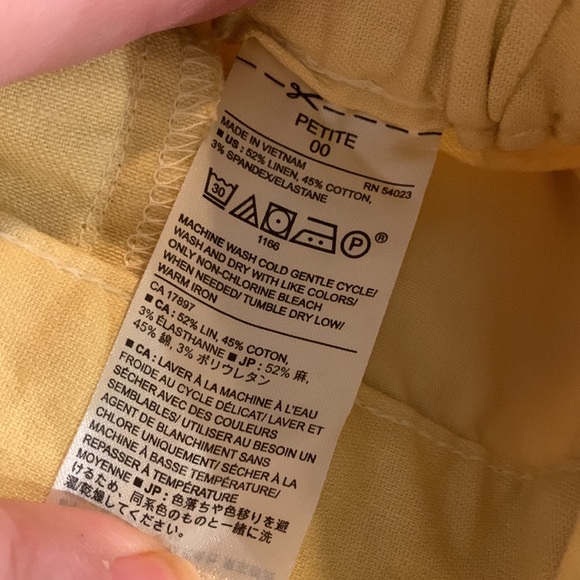 PETITE
00
MADE IN VIETNAM RN 54023
■ US : 52% LINEN, 45% COTTON,
3% SPANDEX/ELASTANE
30 P ®
1166
MACHINE WASH COLD GENTLE CYCLE/
WASH AND DRY WITH LIKE COLORS/
ONLY NON-CHLORINE BLEACH
WHEN NEEDED/ TUMBLE DRY LOW/
WARM IRON
CA 17897
■ CA : 52% LIN, 45% COTON,
3% ÉLASTHANNE ■ JP : 52% 麻,
45% 綿, 3% ポリウレタン
■ CA : LAVER À LA MACHINE À L'EAU
FROIDE AU CYCLE DÉLICAT/ LAVER ET
SÉCHER AVEC DES COULEURS
SEMBLABLES/ UTILISER AU BESOIN UN
AGENT DE BLANCHIMENT SANS
CHLORE UNIQUEMENT/ SÉCHER À LA
MACHINE À BASSE TEMPÉRATURE/
REPASSER À TEMPÉRATURE
MOYENNE ■ JP : 色落ちや色移りを避
けるため、同系色のものと一緒に洗
濯/乾燥してください。